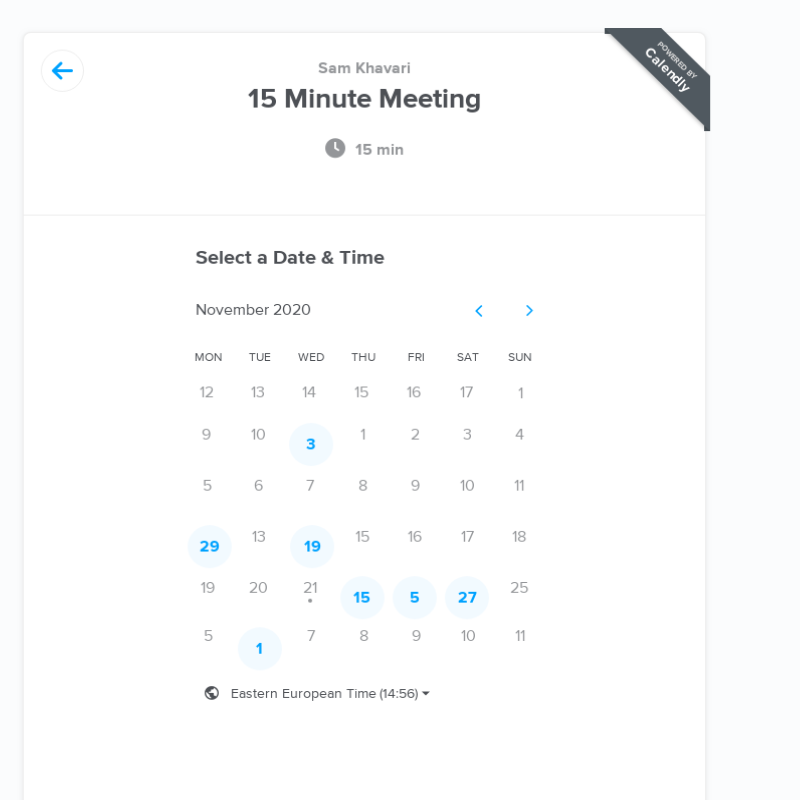 POWERED BY
Calendly
Sam Khavari
15 Minute Meeting
15 min
Select a Date & Time
November 2020
MON TUE WED THU FRI SAT SUN
12 13 14 15 16 17 1
9 10 3 1 2 3 4
5 6 7 8 9 10 11
29 13 19 15 16 17 18
19 20 21 15 5 27 25
5 1 7 8 9 10 11
Eastern European Time (14:56)